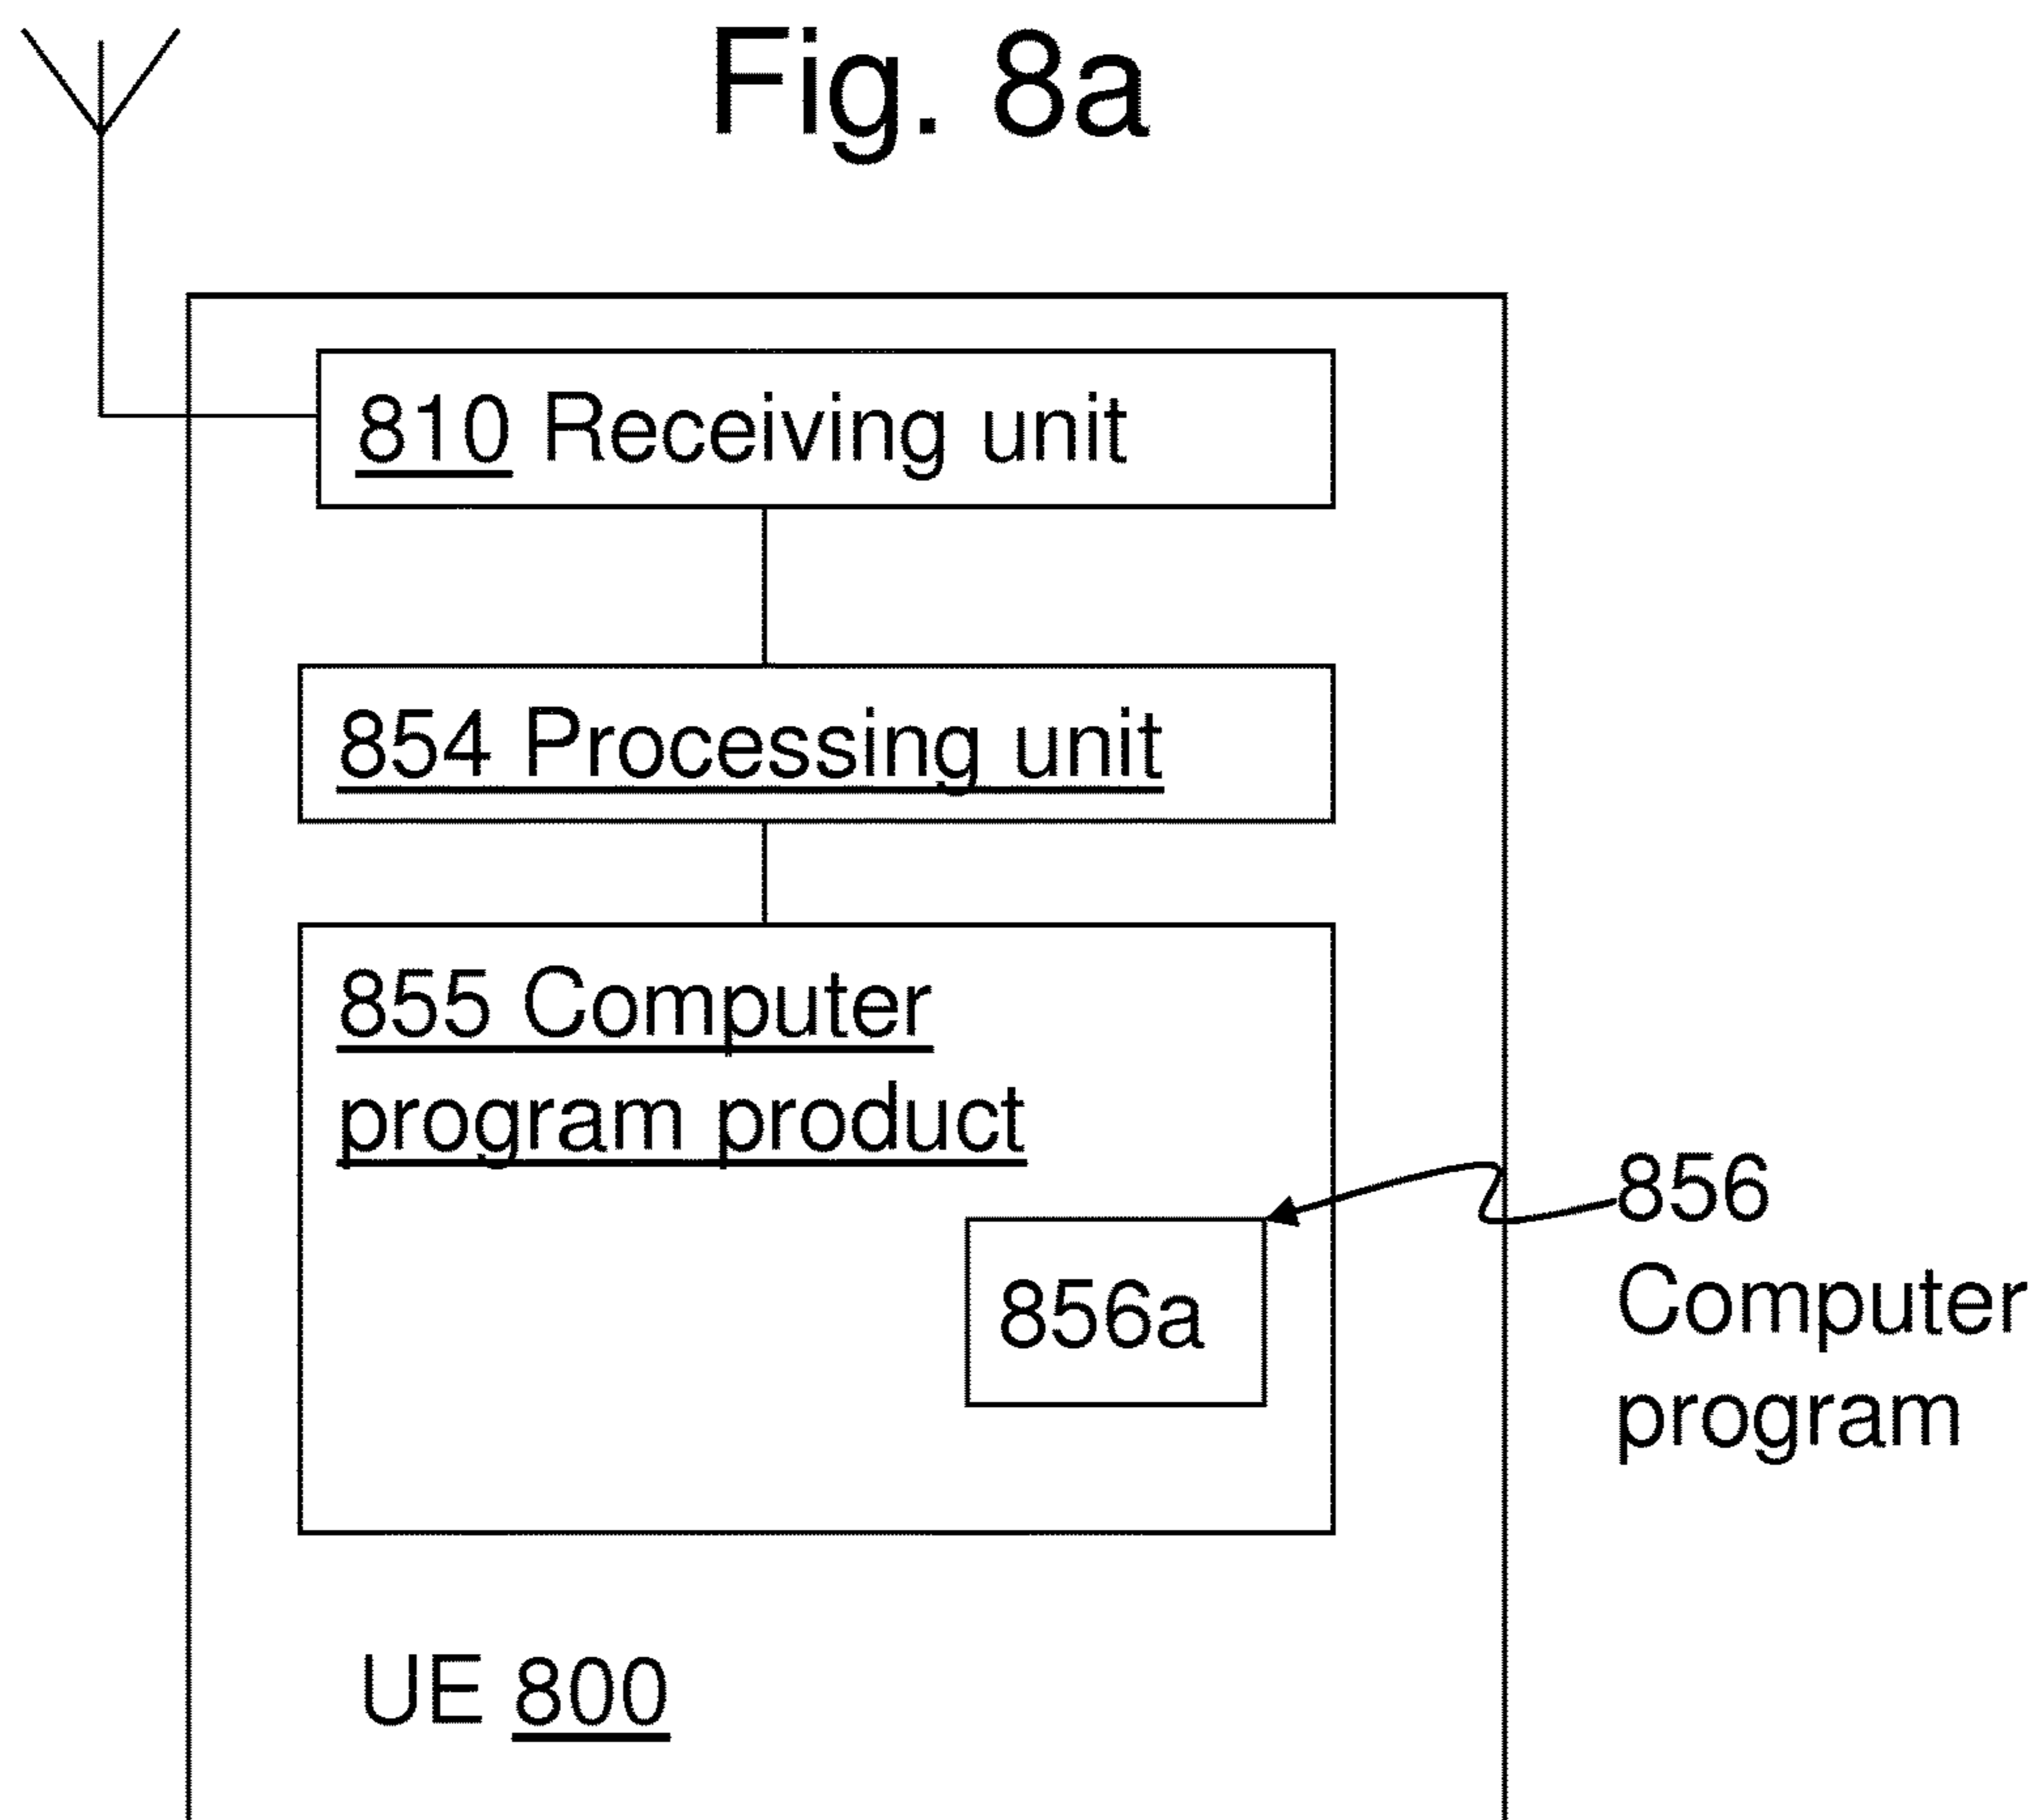 Fig. 8a
810 Receiving unit
854 Processing unit
855 Computer
program product
856a
856
Computer
program
UE 800